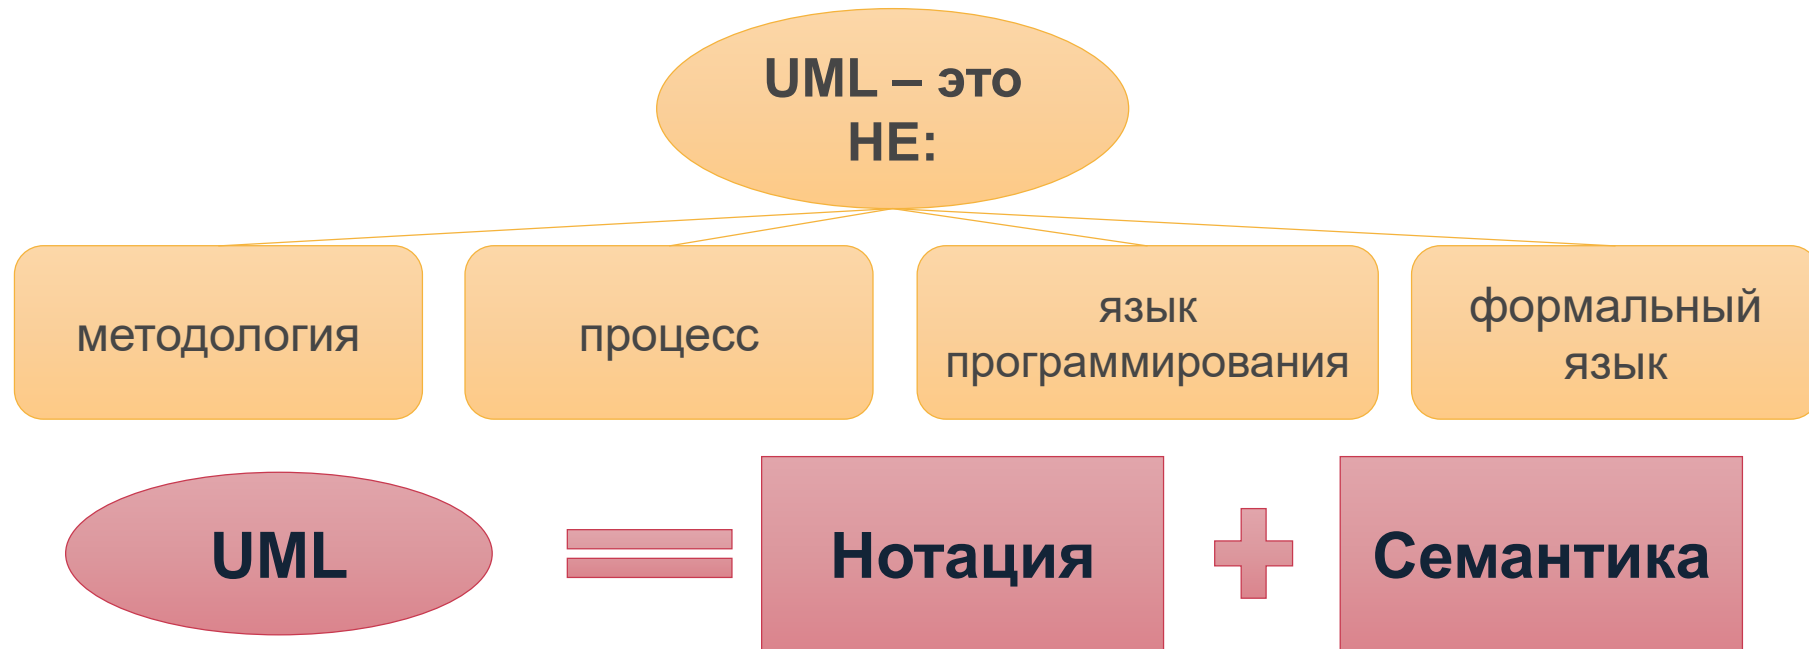 UML – это
НЕ:
методология
процесс
язык
программирования
формальный
язык
UML
Нотация
Семантика